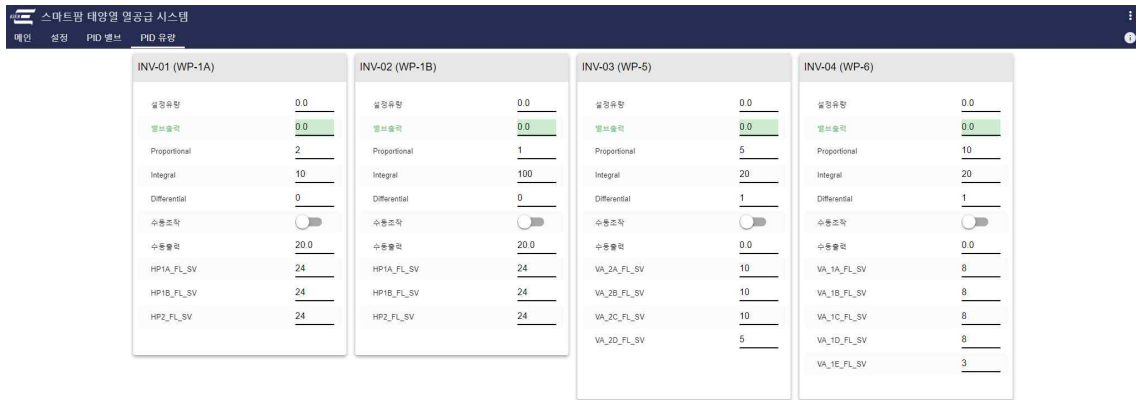 스마트팜 태양열 열공급 시스템
메인 설정 PID 밸브 PID 유량
INV-01 (WP-1A)
설정유량 0.0
밸브출력 0.0
Proportional 2
Integral 10
Differential 0
수동조작
수동출력 20.0
HP1A_FL_SV 24
HP1B_FL_SV 24
HP2_FL_SV 24
INV-02 (WP-1B)
설정유량 0.0
밸브출력 0.0
Proportional 1
Integral 100
Differential 0
수동조작
수동출력 20.0
HP1A_FL_SV 24
HP1B_FL_SV 24
HP2_FL_SV 24
INV-03 (WP-5)
설정유량 0.0
밸브출력 0.0
Proportional 5
Integral 20
Differential 1
수동조작
수동출력 0.0
VA_2A_FL_SV 10
VA_2B_FL_SV 10
VA_2C_FL_SV 10
VA_2D_FL_SV 5
INV-04 (WP-6)
설정유량 0.0
밸브출력 0.0
Proportional 10
Integral 20
Differential 1
수동조작
수동출력 0.0
VA_1A_FL_SV 8
VA_1B_FL_SV 8
VA_1C_FL_SV 8
VA_1D_FL_SV 8
VA_1E_FL_SV 3